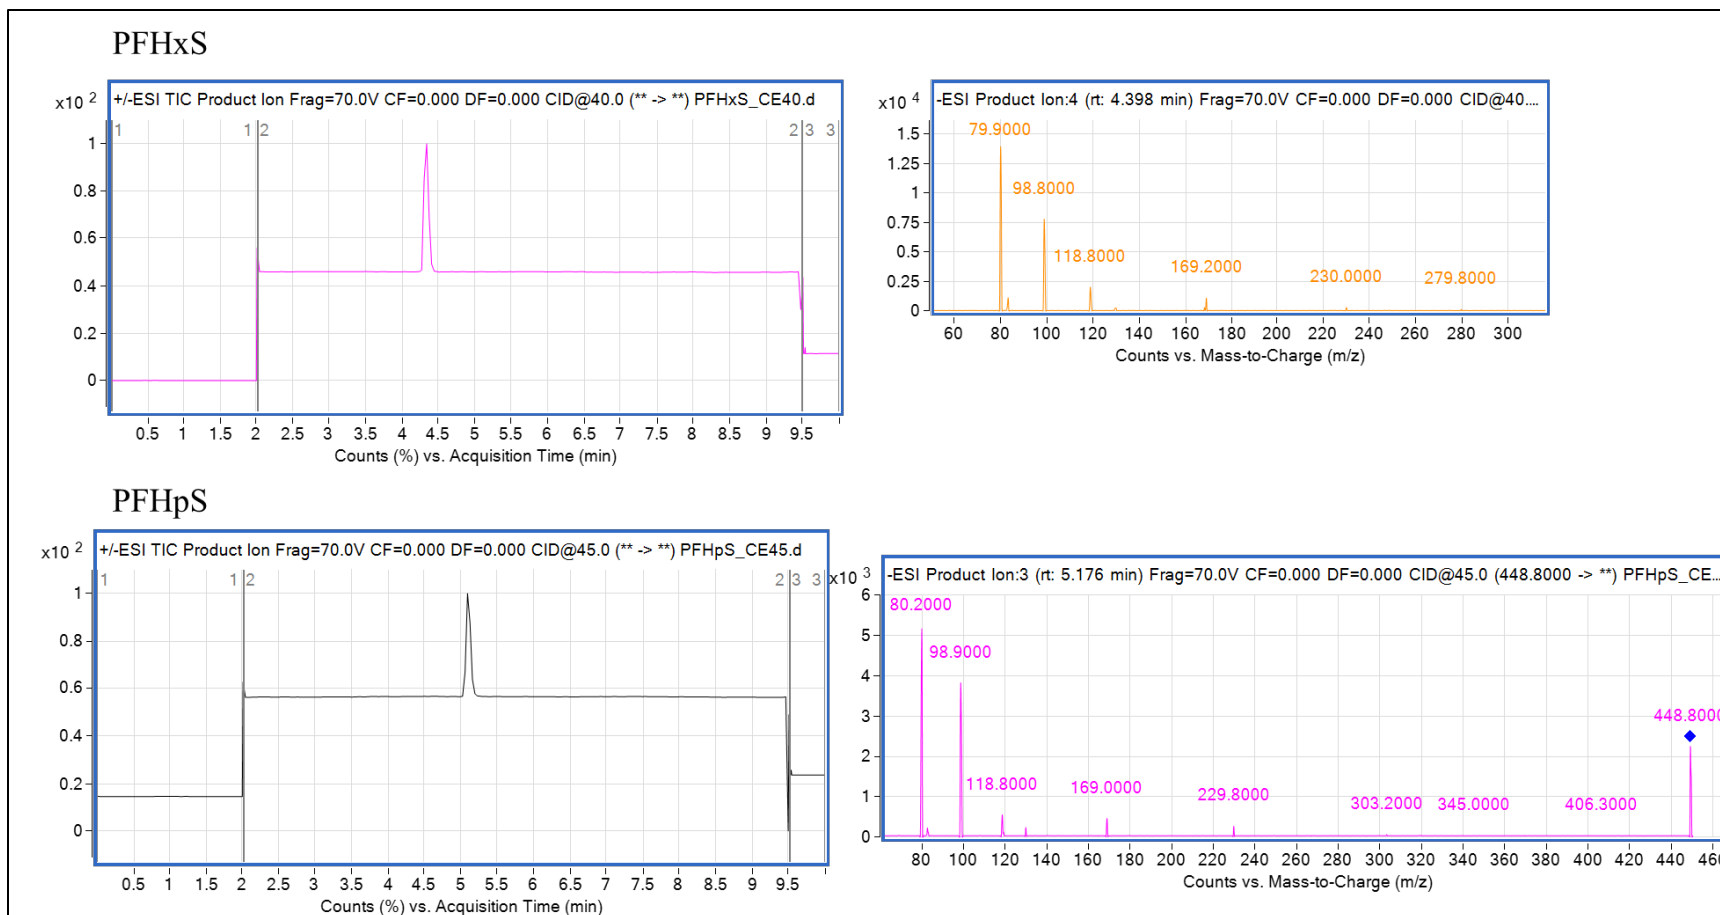 PFHxS
+/-ESI TIC Product Ion Frag=70.0V CF=0.000 DF=0.000 CID@40.0 (** -> **) PFHxS_CE40.d
x10 2
1 1 2 2 3 3
1
0.8
0.6
0.4
0.2
0
0.5 1 1.5 2 2.5 3 3.5 4 4.5 5 5.5 6 6.5 7 7.5 8 8.5 9 9.5
Counts (%) vs. Acquisition Time (min)
-ESI Product Ion:4 (rt: 4.398 min) Frag=70.0V CF=0.000 DF=0.000 CID@40....
x10 4
1.5
1.25
1
0.75
0.5
0.25
0
79.9000
98.8000
118.8000
169.2000
230.0000
279.8000
60 80 100 120 140 160 180 200 220 240 260 280 300
Counts vs. Mass-to-Charge (m/z)
PFHpS
+/-ESI TIC Product Ion Frag=70.0V CF=0.000 DF=0.000 CID@45.0 (** -> **) PFHpS_CE45.d
x10 2
1 1 2 2 3 3
1
0.8
0.6
0.4
0.2
0
0.5 1 1.5 2 2.5 3 3.5 4 4.5 5 5.5 6 6.5 7 7.5 8 8.5 9 9.5
Counts (%) vs. Acquisition Time (min)
-ESI Product Ion:3 (rt: 5.176 min) Frag=70.0V CF=0.000 DF=0.000 CID@45.0 (448.8000 -> **) PFHpS_CE...
x10 3
6
5
4
3
2
1
0
80.2000
98.9000
118.8000
169.0000
229.8000
303.2000
345.0000
406.3000
448.8000
80 100 120 140 160 180 200 220 240 260 280 300 320 340 360 380 400 420 440 460
Counts vs. Mass-to-Charge (m/z)